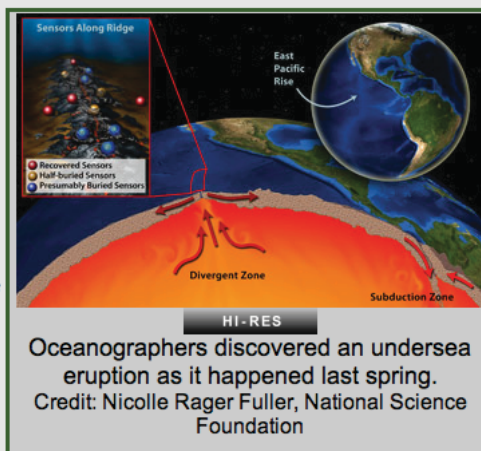 Sensors Along Ridge
East
Pacific
Rise
Recovered Sensors
Half-buried Sensors
Presumably Buried Sensors
Divergent Zone
Subduction Zone
HI-RES
Oceanographers discovered an undersea
eruption as it happened last spring.
Credit: Nicolle Rager Fuller, National Science
Foundation